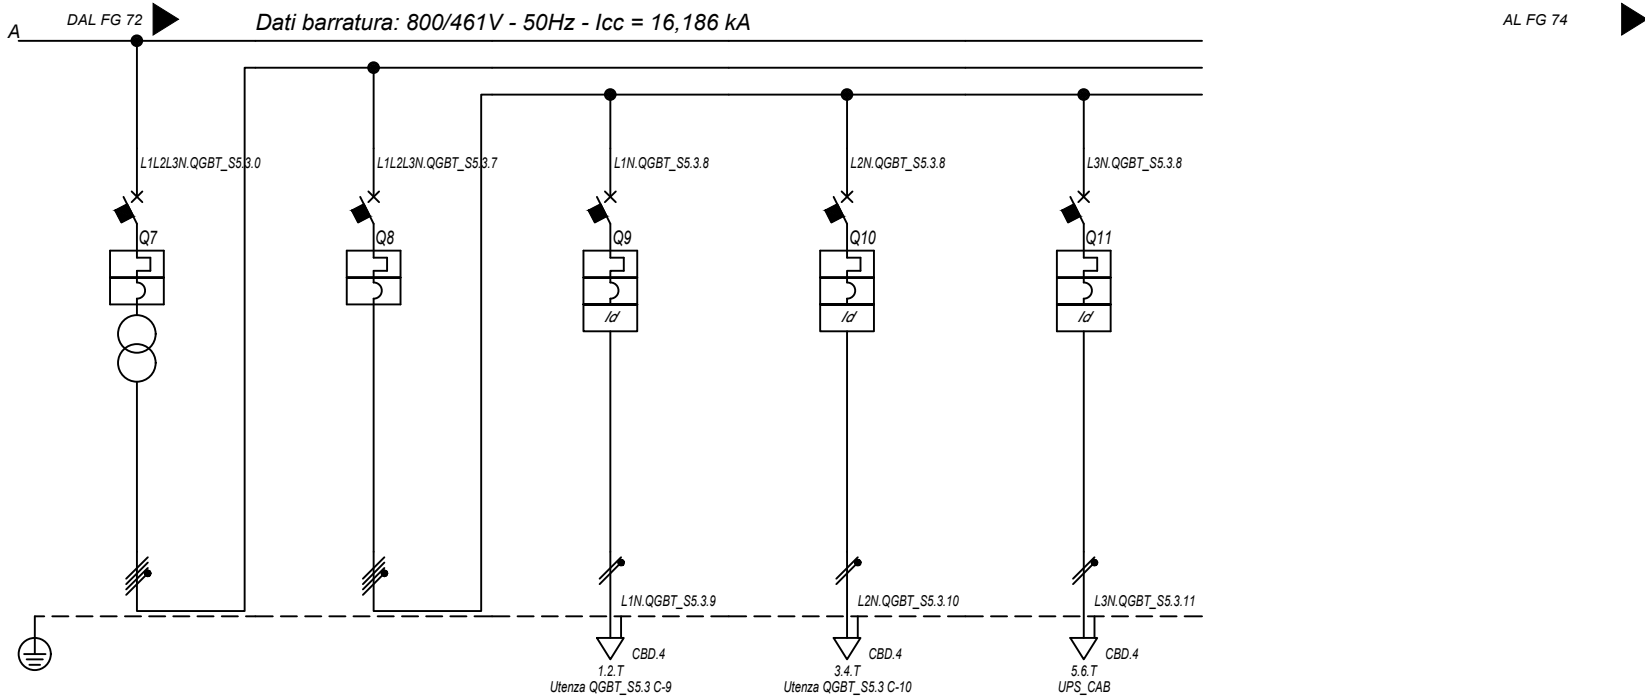 DAL FG 72
Dati barratura: 800/461V - 50Hz - Icc = 16,186 kA
AL FG 74
A
L1L2L3N.QGBT_S5.3.0
L1L2L3N.QGBT_S5.3.7
L1N.QGBT_S5.3.8
L2N.QGBT_S5.3.8
L3N.QGBT_S5.3.8
Q7
Q8
Q9
Q10
Q11
Id
Id
Id
L1N.QGBT_S5.3.9
L2N.QGBT_S5.3.10
L3N.QGBT_S5.3.11
CBD.4
CBD.4
CBD.4
1.2.T
3.4.T
5.6.T
Utenza QGBT_S5.3 C-9
Utenza QGBT_S5.3 C-10
UPS_CAB